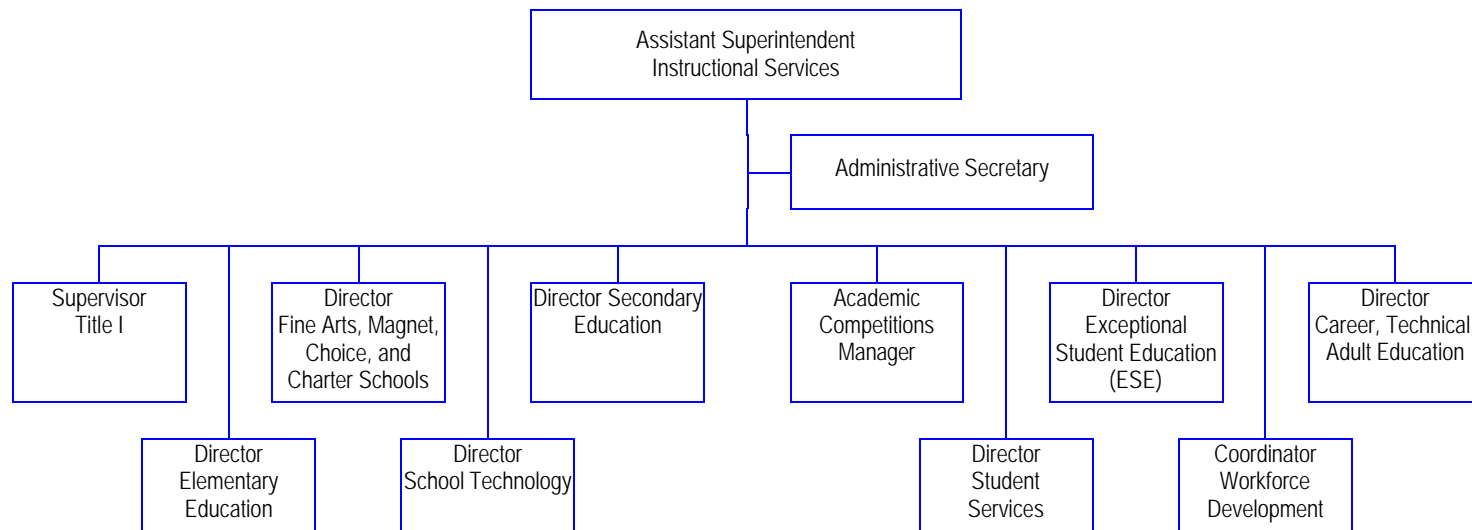 Assistant Superintendent
Instructional Services
Administrative Secretary
Supervisor
Title I
Director
Fine Arts, Magnet,
Choice, and
Charter Schools
Director Secondary
Education
Academic
Competitions
Manager
Director
Exceptional
Student Education
(ESE)
Director
Career, Technical
Adult Education
Director
Elementary
Education
Director
School Technology
Director
Student
Services
Coordinator
Workforce
Development